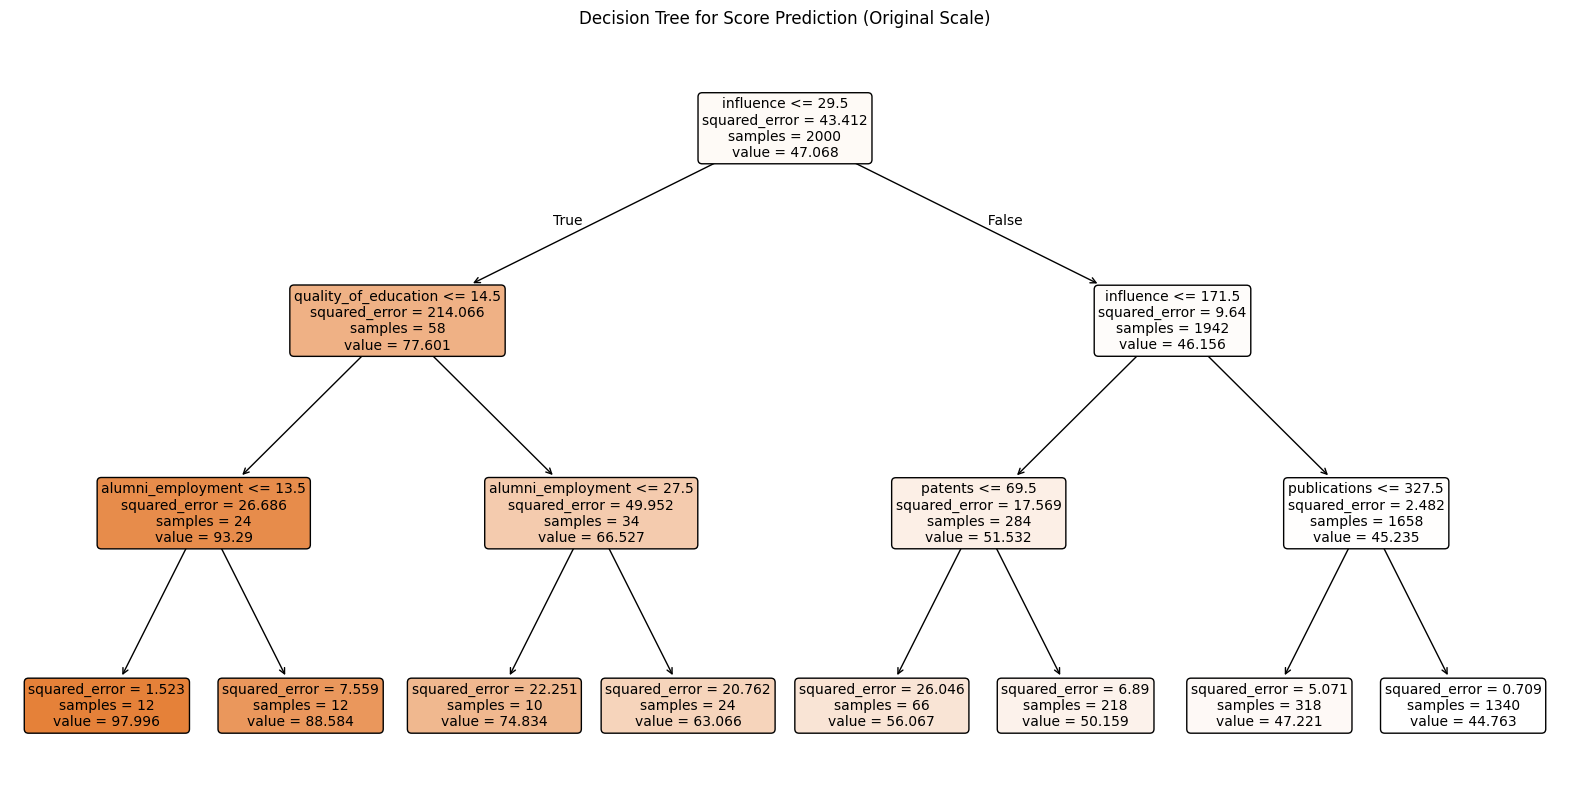 Decision Tree for Score Prediction (Original Scale)
influence <= 29.5
squared_error = 43.412
samples = 2000
value = 47.068
True
False
quality_of_education <= 14.5
squared_error = 214.066
samples = 58
value = 77.601
influence <= 171.5
squared_error = 9.64
samples = 1942
value = 46.156
alumni_employment <= 13.5
squared_error = 26.686
samples = 24
value = 93.29
alumni_employment <= 27.5
squared_error = 49.952
samples = 34
value = 66.527
patents <= 69.5
squared_error = 17.569
samples = 284
value = 51.532
publications <= 327.5
squared_error = 2.482
samples = 1658
value = 45.235
squared_error = 1.523
samples = 12
value = 97.996
squared_error = 7.559
samples = 12
value = 88.584
squared_error = 22.251
samples = 10
value = 74.834
squared_error = 20.762
samples = 24
value = 63.066
squared_error = 26.046
samples = 66
value = 56.067
squared_error = 6.89
samples = 218
value = 50.159
squared_error = 5.071
samples = 318
value = 47.221
squared_error = 0.709
samples = 1340
value = 44.763